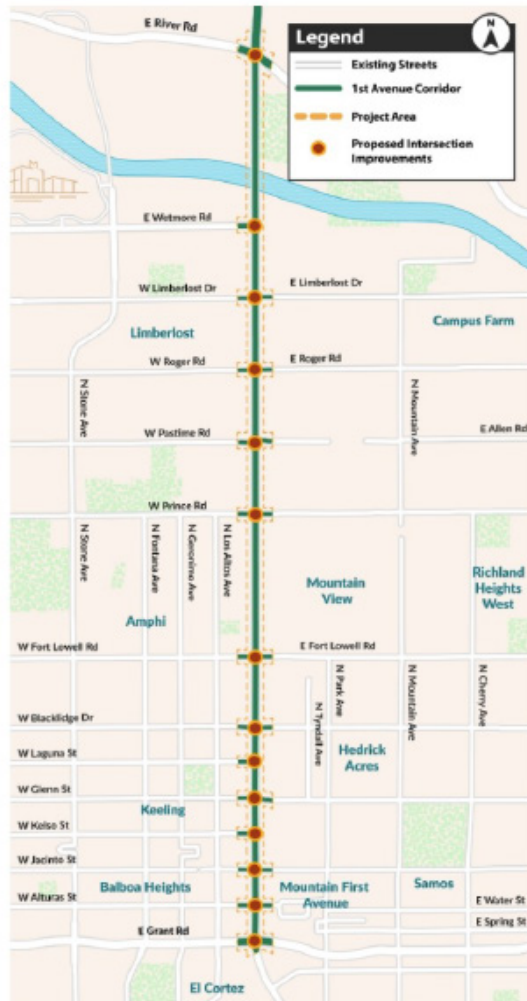 E River Rd
N
Legend
Existing Streets
1st Avenue Corridor
Project Area
Proposed Intersection
Improvements
E Wetmore Rd
W Limberlost Dr
E Limberlost Dr
Limberlost
Campus Farm
W Roger Rd
E Roger Rd
N Stone Ave
N Mountain Ave
W Pastime Rd
E Allen Rd
W Prince Rd
N Stone Ave
N Fontana Ave
N Geronimo Ave
N Los Altos Ave
Mountain
View
Richland
Heights
West
Amphi
W Fort Lowell Rd
E Fort Lowell Rd
N Tyndall Ave
N Park Ave
N Mountain Ave
N Cherry Ave
W Blacklidge Dr
Hedrick
Acres
W Laguna St
W Glenn St
Keeling
W Kelso St
W Jacinto St
Balboa Heights
Mountain First
Avenue
Samos
W Alturas St
E Water St
E Spring St
E Grant Rd
El Cortez